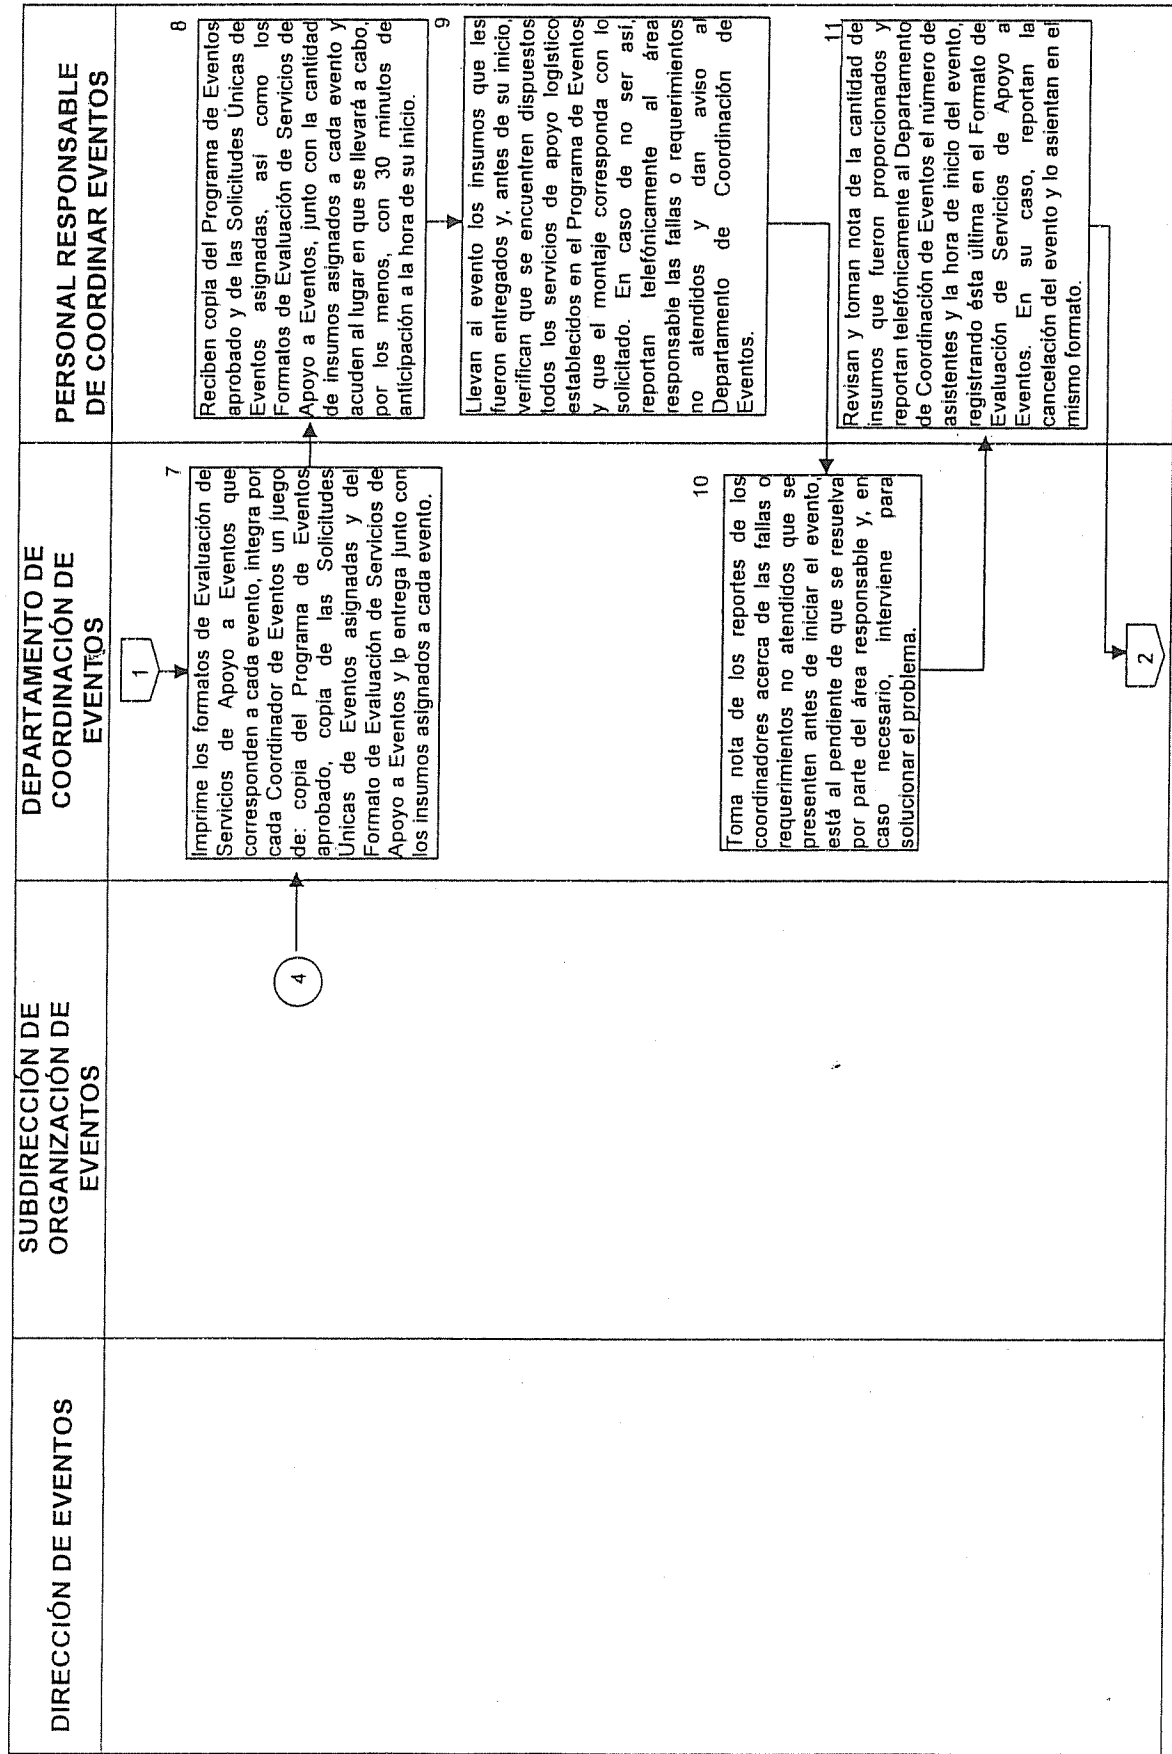 DIRECCIÓN DE EVENTOS
SUBDIRECCIÓN DE
ORGANIZACIÓN DE
EVENTOS
DEPARTAMENTO DE
COORDINACIÓN DE
EVENTOS
PERSONAL RESPONSABLE
DE COORDINAR EVENTOS
1
4
7
Imprime los formatos de Evaluación de
Servicios de Apoyo a Eventos que
corresponden a cada evento, integra por
cada Coordinador de Eventos un juego
de: copia del Programa de Eventos
aprobado, copia de las Solicitudes
Únicas de Eventos asignadas y del
Formato de Evaluación de Servicios de
Apoyo a Eventos y lo entrega junto con
los insumos asignados a cada evento.
8
Reciben copia del Programa de Eventos
aprobado y de las Solicitudes Únicas de
Eventos asignadas, así como los
Formatos de Evaluación de Servicios de
Apoyo a Eventos, junto con la cantidad
de insumos asignados a cada evento y
acuden al lugar en que se llevará a cabo,
por los menos, con 30 minutos de
anticipación a la hora de su inicio.
9
Llevan al evento los insumos que les
fueron entregados y, antes de su inicio,
verifican que se encuentren dispuestos
todos los servicios de apoyo logístico
establecidos en el Programa de Eventos
y que el montaje corresponda con lo
solicitado. En caso de no ser así,
reportan telefónicamente al área
responsable las fallas o requerimientos
no atendidos y dan aviso al
Departamento de Coordinación de
Eventos.
10
Toma nota de los reportes de los
coordinadores acerca de las fallas o
requerimientos no atendidos que se
presenten antes de iniciar el evento,
está al pendiente de que se resuelva
por parte del área responsable y, en
caso necesario, interviene para
solucionar el problema.
11
Revisan y toman nota de la cantidad de
insumos que fueron proporcionados y
reportan telefónicamente al Departamento
de Coordinación de Eventos el número de
asistentes y la hora de inicio del evento,
registrando ésta última en el Formato de
Evaluación de Servicios de Apoyo a
Eventos. En su caso, reportan la
cancelación del evento y lo asientan en el
mismo formato.
2